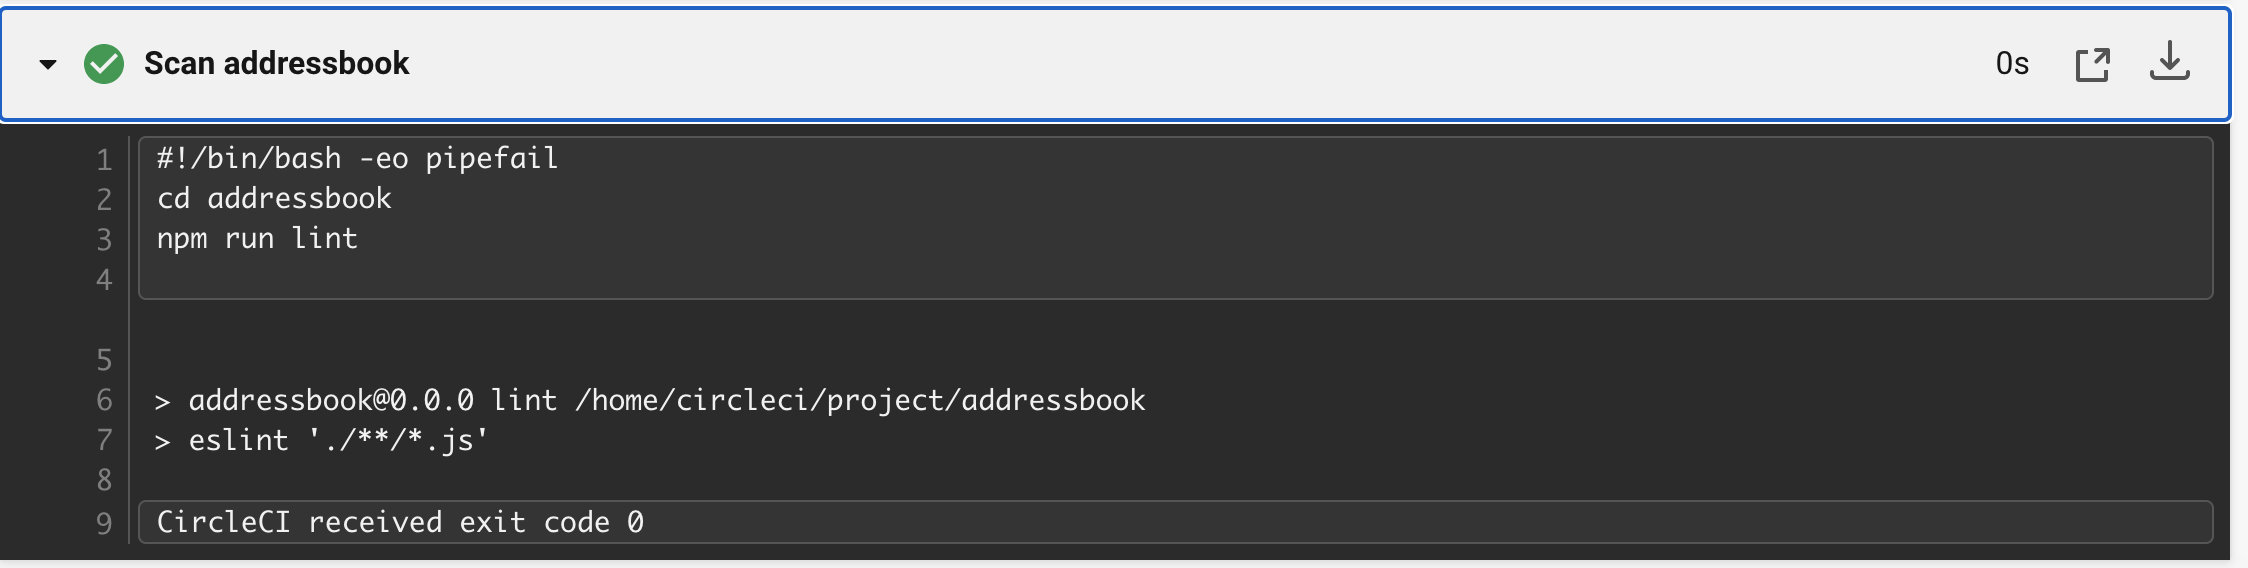 Scan addressbook
0s
1 #!/bin/bash -eo pipefail
2 cd addressbook
3 npm run lint
4
5
6 > addressbook@0.0.0 lint /home/circleci/project/addressbook
7 > eslint './**/*.js'
8
9 CircleCI received exit code 0